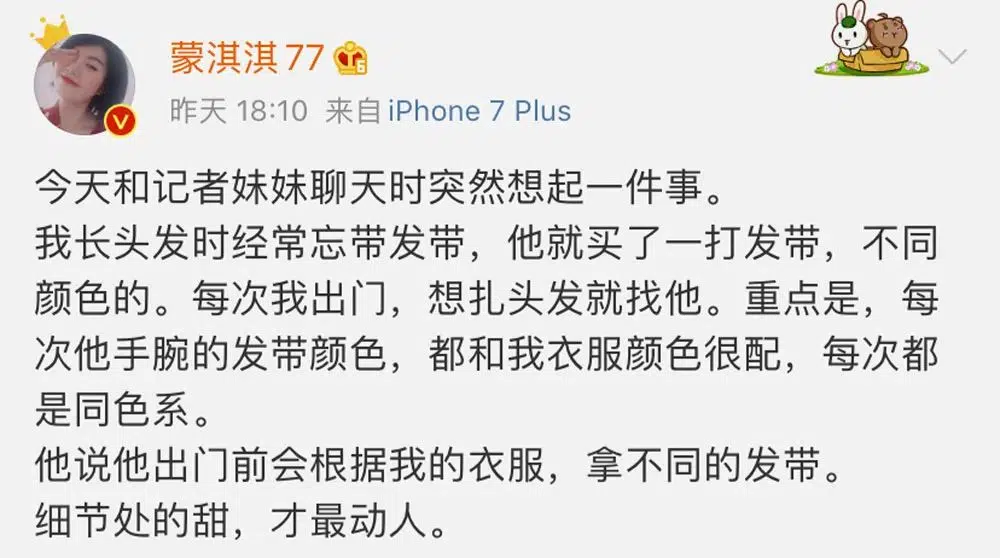 蒙淇淇77
昨天 18:10 来自 iPhone 7 Plus
今天和记者妹妹聊天时突然想起一件事。
我长头发时经常忘带发带，他就买了一打发带，不同
颜色的。每次我出门，想扎头发就找他。重点是，每
次他手腕的发带颜色，都和我衣服颜色很配，每次都
是同色系。
他说他出门前会根据我的衣服，拿不同的发带。
细节处的甜，才最动人。